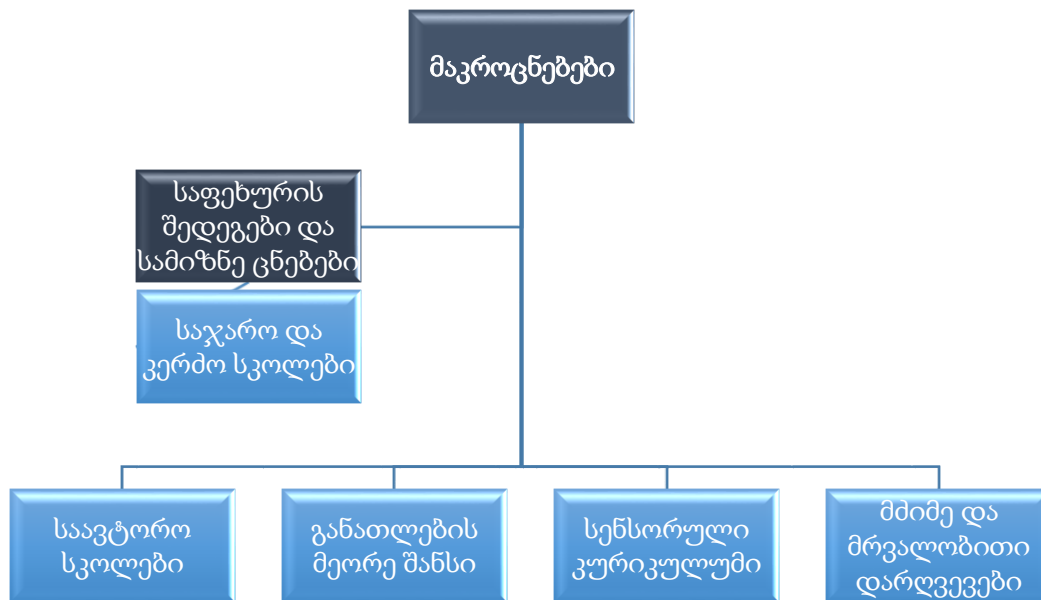 მაკროცნებები
საფეხურის
შედეგები და
სამიზნე ცნებები
საჯარო და
კერძო სკოლები
საავტორო
სკოლები
განათლების
მეორე შანსი
სენსორული
კურიკულუმი
მძიმე და
მრვალობითი
დარღვევები